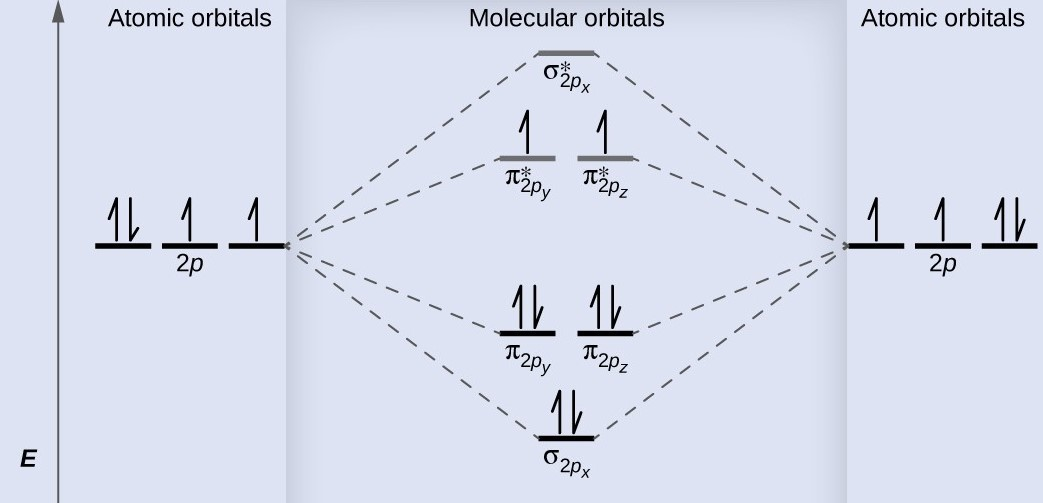 Atomic orbitals Molecular orbitals Atomic orbitals
σ*2px
π*2py π*2pz
2p 2p
π2py π2pz
E
σ2px